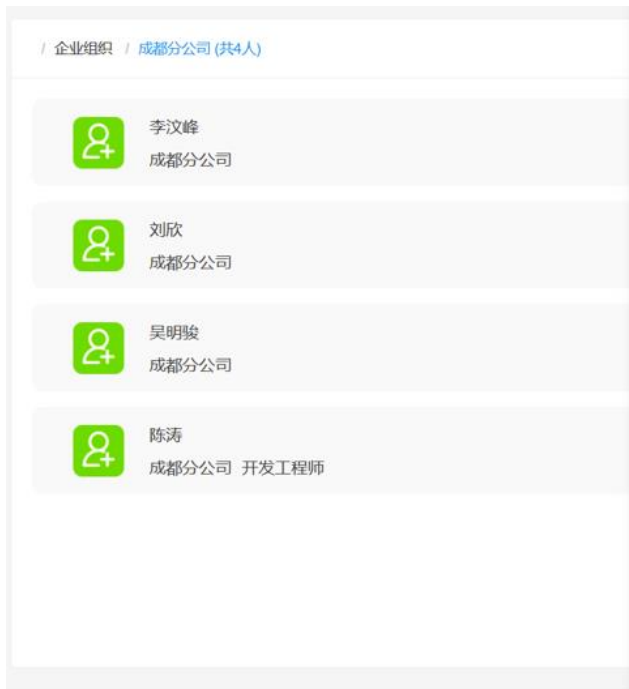 / 企业组织 / 成都分公司 (共4人)
李汶峰
成都分公司
刘欣
成都分公司
吴明骏
成都分公司
陈涛
成都分公司 开发工程师